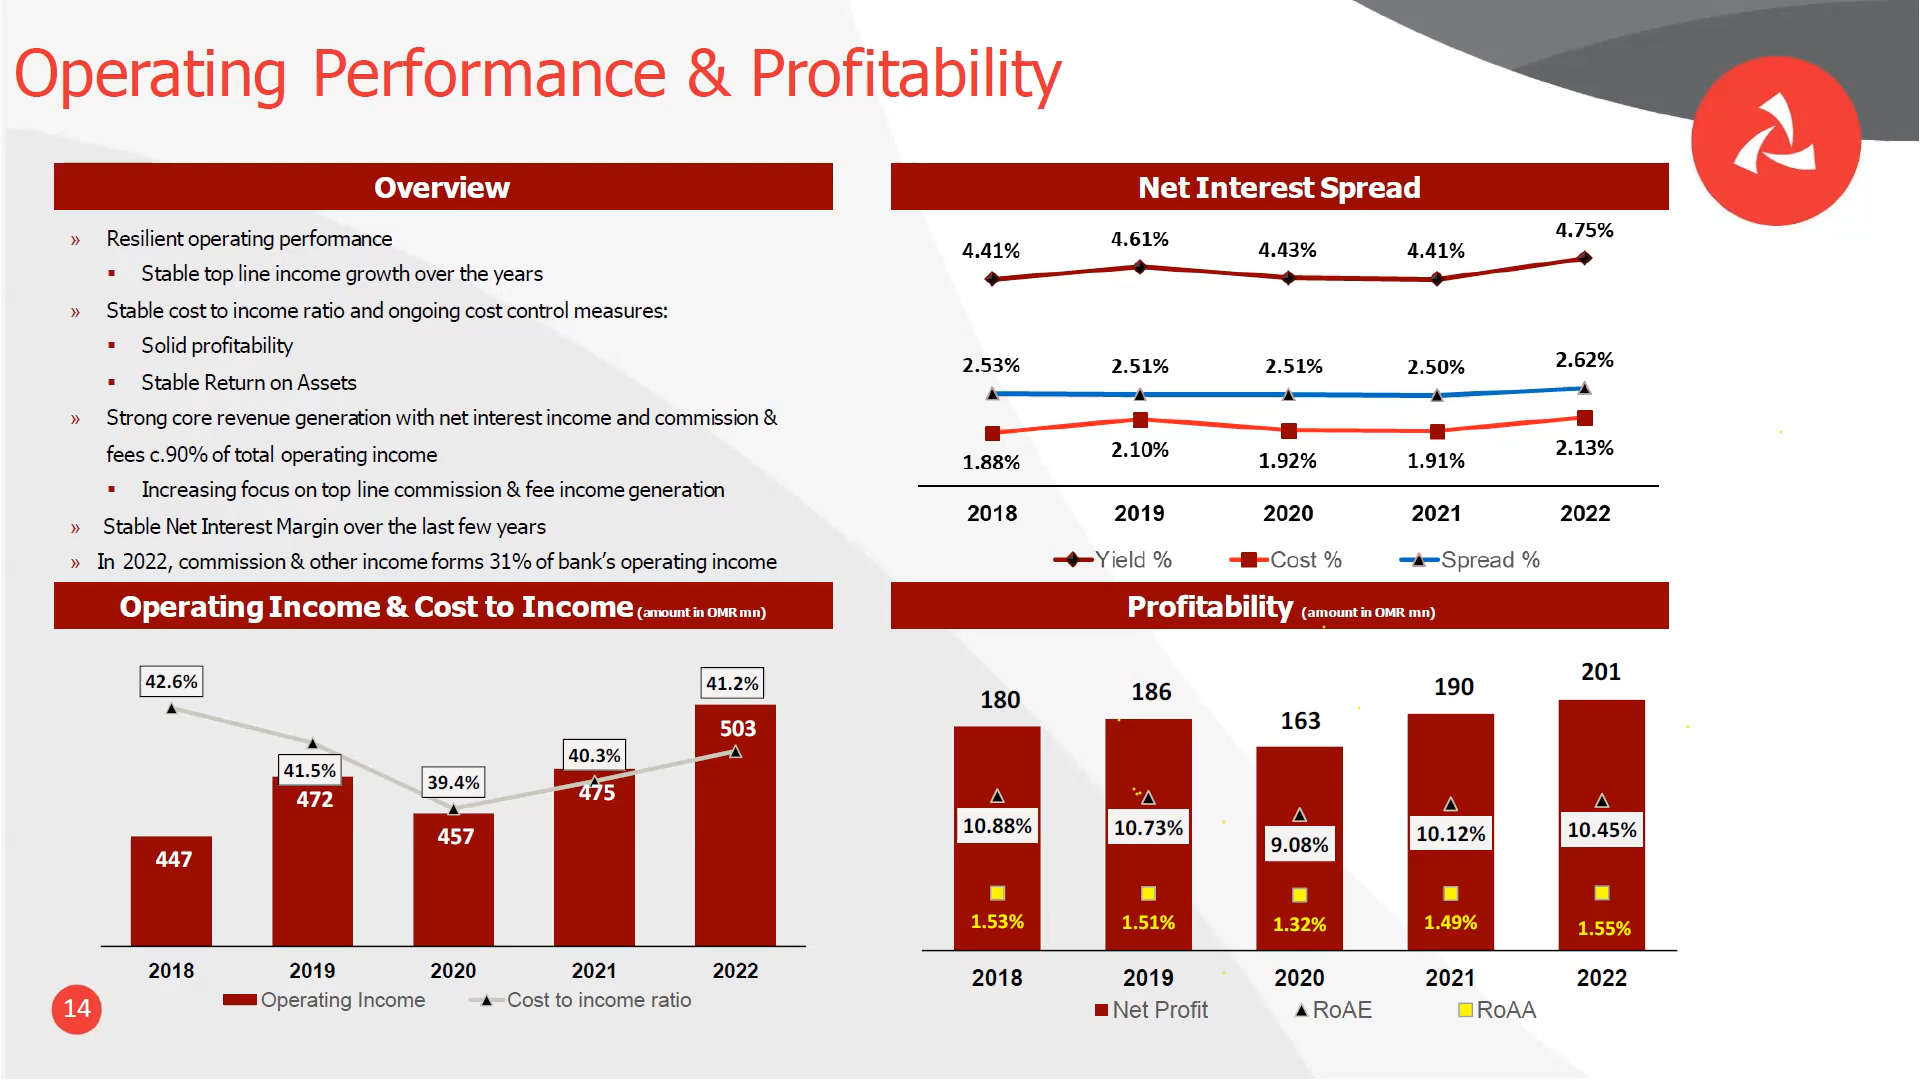 Operating Performance & Profitability
Overview
» Resilient operating performance
▪ Stable top line income growth over the years
» Stable cost to income ratio and ongoing cost control measures:
▪ Solid profitability
▪ Stable Return on Assets
» Strong core revenue generation with net interest income and commission &
fees c.90% of total operating income
▪ Increasing focus on top line commission & fee income generation
» Stable Net Interest Margin over the last few years
» In 2022, commission & other income forms 31% of bank's operating income
Net Interest Spread
4.41% 4.61% 4.43% 4.41% 4.75%
2.53% 2.51% 2.51% 2.50% 2.62%
1.88% 2.10% 1.92% 1.91% 2.13%
2018 2019 2020 2021 2022
Yield % Cost % Spread %
Operating Income & Cost to Income (amount in OMR mn)
42.6% 41.5% 39.4% 40.3% 41.2%
447 472 457 475 503
2018 2019 2020 2021 2022
Operating Income Cost to income ratio
Profitability (amount in OMR mn)
180 186 163 190 201
10.88% 10.73% 9.08% 10.12% 10.45%
1.53% 1.51% 1.32% 1.49% 1.55%
2018 2019 2020 2021 2022
Net Profit RoAE RoAA
14